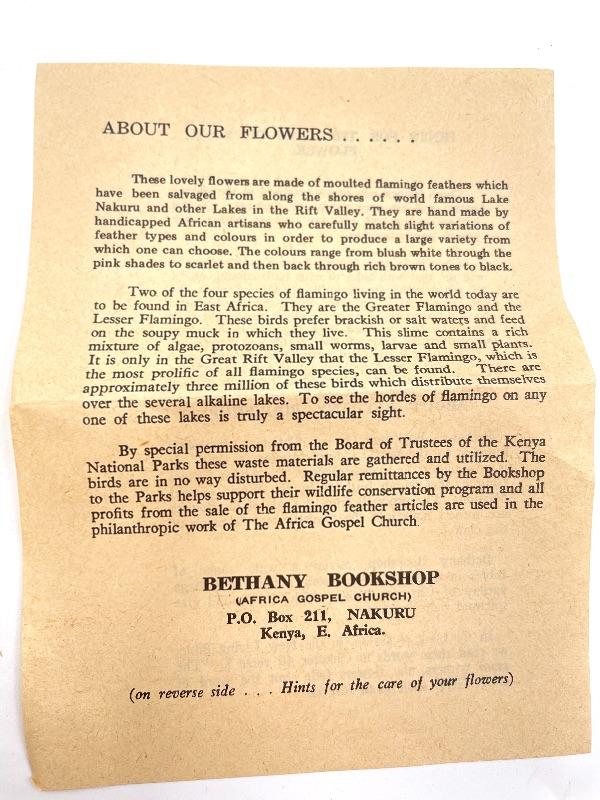 ABOUT OUR FLOWERS . . . . . .
These lovely flowers are made of moulted flamingo feathers which
have been salvaged from along the shores of world famous Lake
Nakuru and other Lakes in the Rift Valley. They are hand made by
handicapped African artisans who carefully match slight variations of
feather types and colours in order to produce a large variety from
which one can choose. The colours range from blush white through the
pink shades to scarlet and then back through rich brown tones to black.
Two of the four species of flamingo living in the world today are
to be found in East Africa. They are the Greater Flamingo and the
Lesser Flamingo. These birds prefer brackish or salt waters and feed
on the soupy muck in which they live. This slime contains a rich
mixture of algae, protozoans, small worms, larvae and small plants.
It is only in the Great Rift Valley that the Lesser Flamingo, which is
the most prolific of all flamingo species, can be found. There are
approximately three million of these birds which distribute themselves
over the several alkaline lakes. To see the hordes of flamingo on any
one of these lakes is truly a spectacular sight.
By special permission from the Board of Trustees of the Kenya
National Parks these waste materials are gathered and utilized. The
birds are in no way disturbed. Regular remittances by the Bookshop
to the Parks helps support their wildlife conservation program and all
profits from the sale of the flamingo feather articles are used in the
philanthropic work of The Africa Gospel Church.
BETHANY BOOKSHOP
(AFRICA GOSPEL CHURCH)
P.O. Box 211, NAKURU
Kenya, E. Africa.
(on reverse side . . . Hints for the care of your flowers)